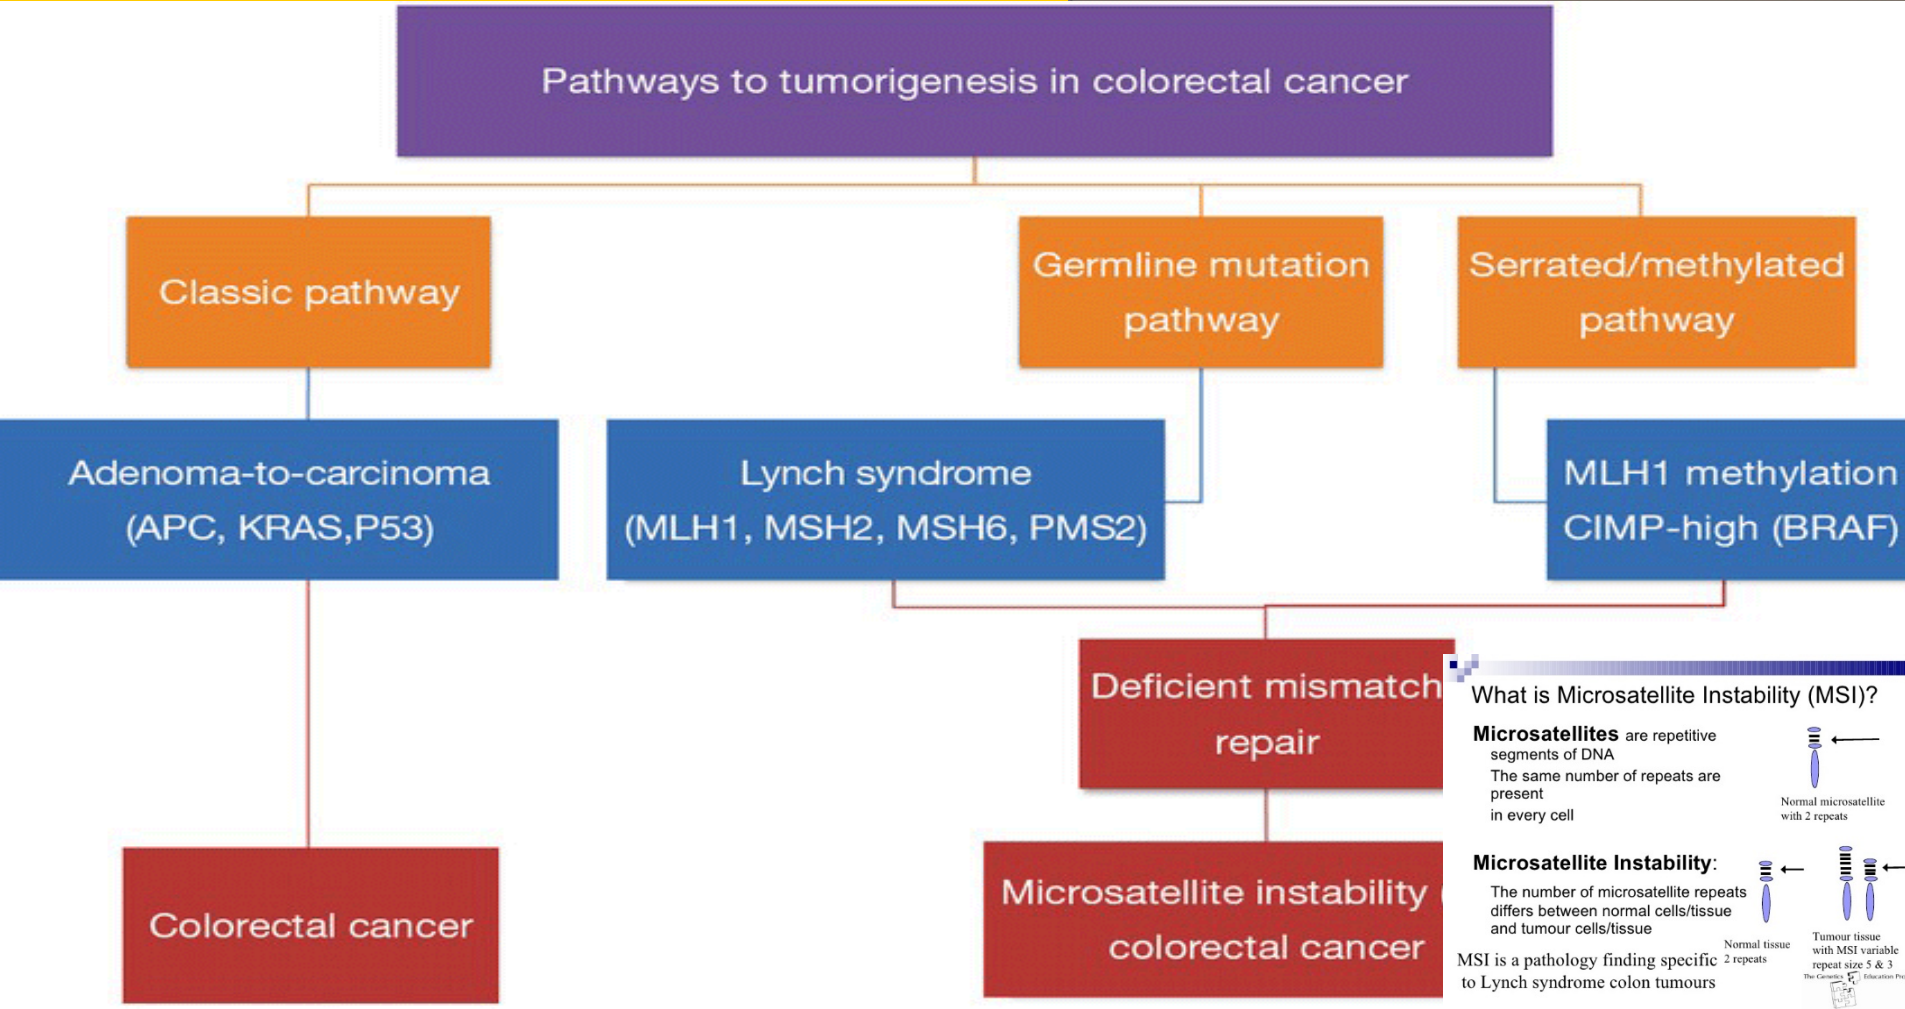 Pathways to tumorigenesis in colorectal cancer
Classic pathway
Germline mutation
pathway
Serrated/methylated
pathway
Adenoma-to-carcinoma
(APC, KRAS,P53)
Lynch syndrome
(MLH1, MSH2, MSH6, PMS2)
MLH1 methylation
CIMP-high (BRAF)
Deficient mismatch
repair
Colorectal cancer
Microsatellite instability
colorectal cancer
What is Microsatellite Instability (MSI)?
Microsatellites are repetitive
segments of DNA
The same number of repeats are
present
in every cell
Normal microsatellite
with 2 repeats
Microsatellite Instability:
The number of microsatellite repeats
differs between normal cells/tissue
and tumour cells/tissue
Normal tissue
2 repeats
Tumour tissue
with MSI variable
repeat size 5 & 3
MSI is a pathology finding specific
to Lynch syndrome colon tumours
The Genetics Education